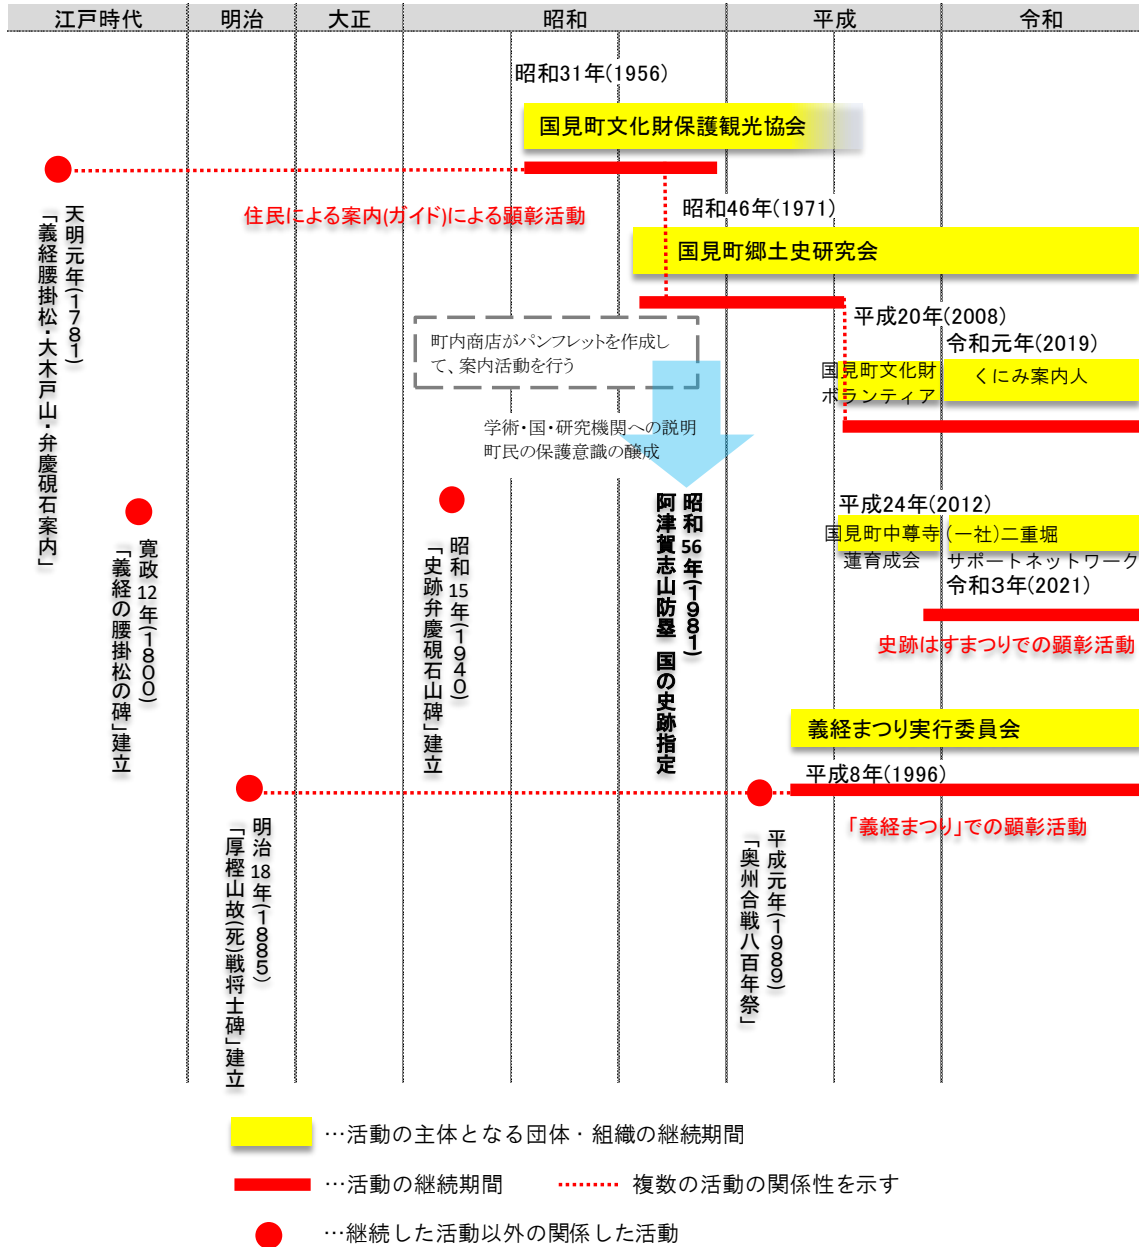 江戸時代 明治 大正 昭和 平成 令和
昭和31年(1956)
国見町文化財保護観光協会
住民による案内(ガイド)による顕彰活動
昭和46年(1971)
国見町郷土史研究会
天明元年(1781)
「義経腰掛松・大木戸山・弁慶硯石案内」
町内商店がパンフレットを作成し
て、案内活動を行う
平成20年(2008)
令和元年(2019)
国見町文化財
ボランティア
くにみ案内人
学術・国・研究機関への説明
町民の保護意識の醸成
寛政12年(1800)
「義経の腰掛松の碑」建立
昭和15年(1940)
「史跡弁慶硯石山碑」建立
昭和56年(1981)
阿津賀志山防塁 国の史跡指定
平成24年(2012)
国見町中尊寺
蓮育成会
(一社)二重堀
サポートネットワーク
令和3年(2021)
史跡はすまつりでの顕彰活動
義経まつり実行委員会
平成8年(1996)
「義経まつり」での顕彰活動
明治18年(1885)
「厚樫山故(死)戦将士碑」建立
平成元年(1989)
「奥州合戦八百年祭」
…活動の主体となる団体・組織の継続期間
…活動の継続期間
複数の活動の関係性を示す
…継続した活動以外の関係した活動